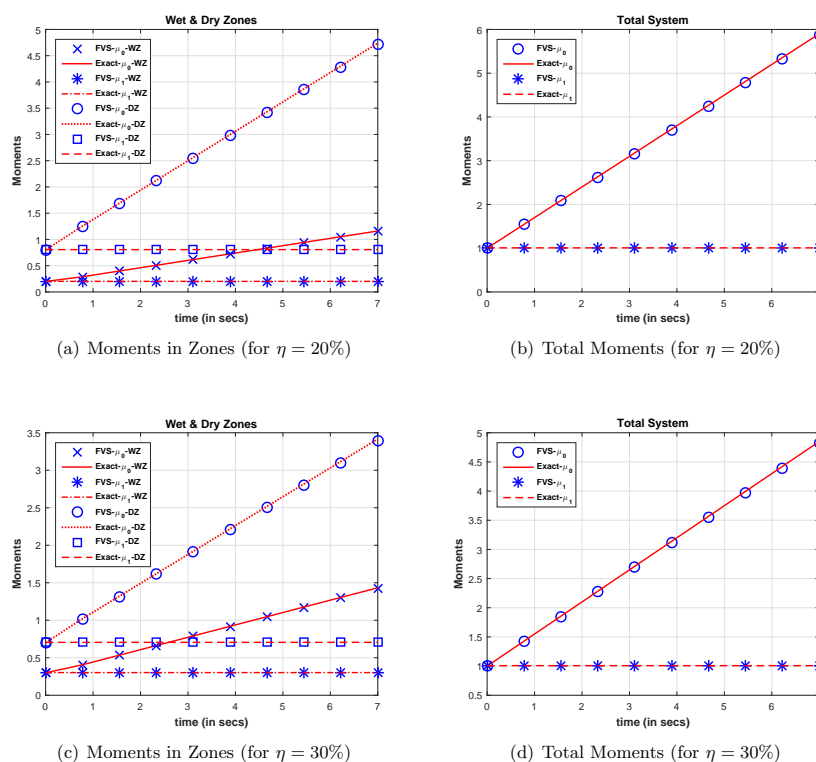 Wet & Dry Zones
5
4.5
4
3.5
3
2.5
2
1.5
1
0.5
0
Moments
FVS-μ0-WZ
Exact-μ0-WZ
FVS-μ1-WZ
Exact-μ1-WZ
FVS-μ0-DZ
Exact-μ0-DZ
FVS-μ1-DZ
Exact-μ1-DZ
0 1 2 3 4 5 6 7
time (in secs)
(a) Moments in Zones (for η = 20%)
Total System
6
5
4
3
2
1
0
Moments
FVS-μ0
Exact-μ0
FVS-μ1
Exact-μ1
0 1 2 3 4 5 6
time (in secs)
(b) Total Moments (for η = 20%)
Wet & Dry Zones
3.5
3
2.5
2
1.5
1
0.5
0
Moments
FVS-μ0-WZ
Exact-μ0-WZ
FVS-μ1-WZ
Exact-μ1-WZ
FVS-μ0-DZ
Exact-μ0-DZ
FVS-μ1-DZ
Exact-μ1-DZ
0 1 2 3 4 5 6 7
time (in secs)
(c) Moments in Zones (for η = 30%)
Total System
5
4.5
4
3.5
3
2.5
2
1.5
1
0.5
Moments
FVS-μ0
Exact-μ0
FVS-μ1
Exact-μ1
0 1 2 3 4 5 6
time (in secs)
(d) Total Moments (for η = 30%)